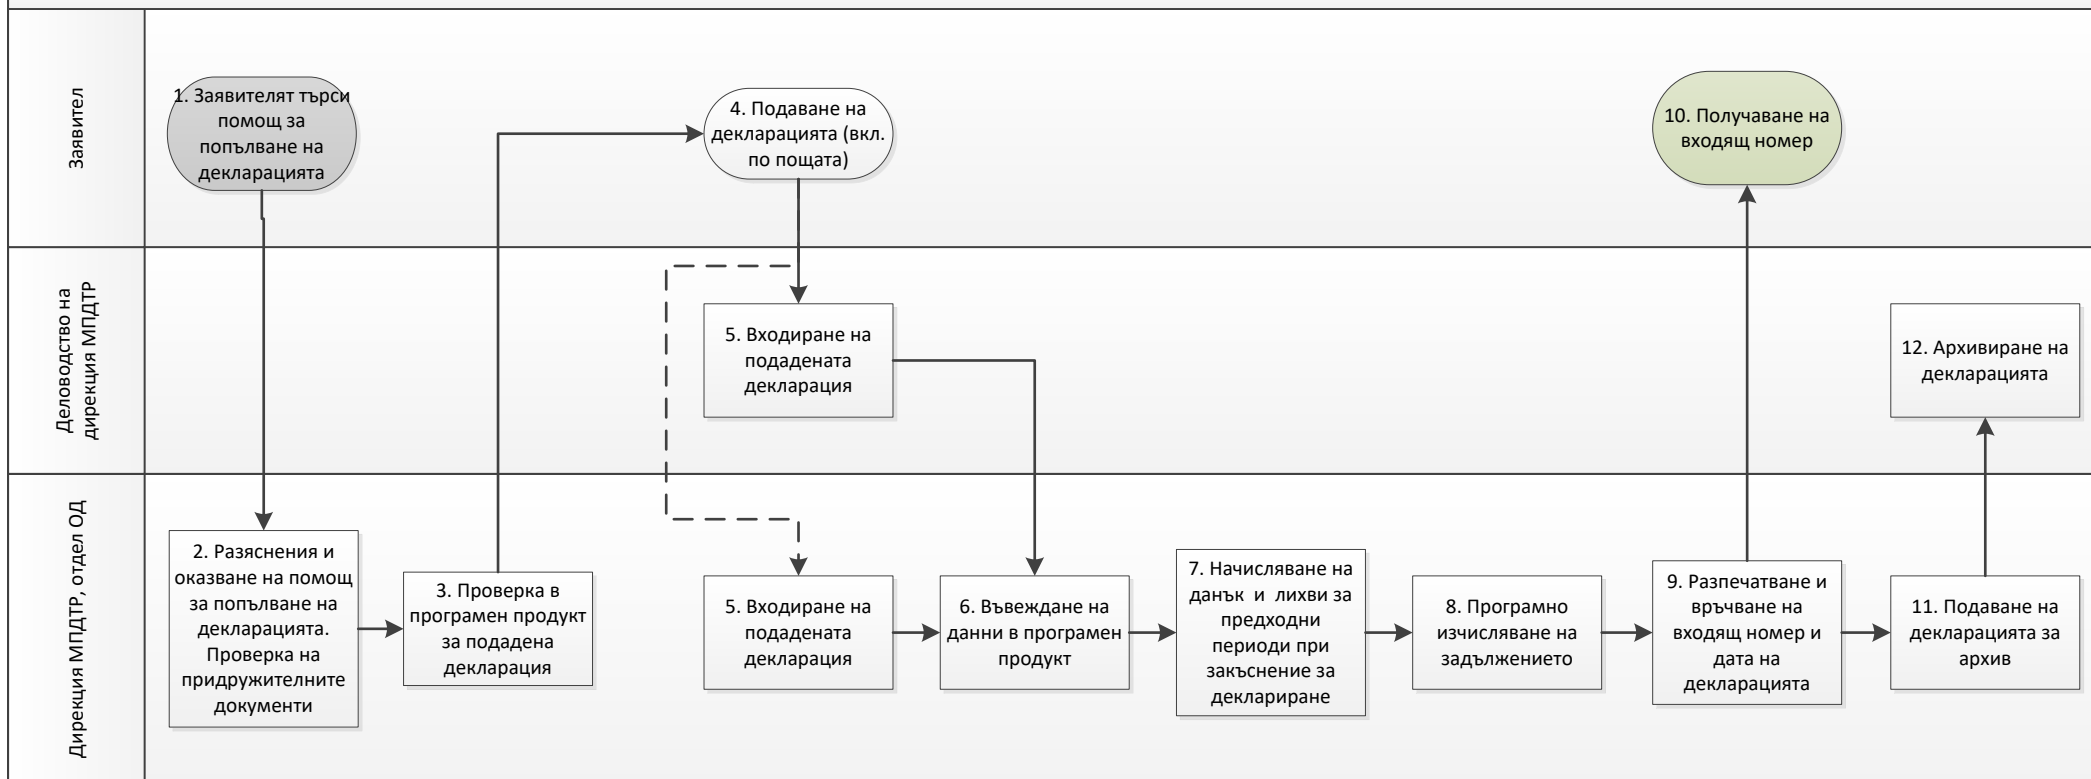 Заявител
1. Заявителят търси
помощ за
попълване на
декларацията
4. Подаване на
декларацията (вкл.
по пощата)
10. Получаване на
входящ номер
Деловодство на
дирекция МПДТР
5. Входиране на
подадената
декларация
12. Архивиране на
декларацията
Дирекция МПДТР, отдел ОД
2. Разяснения и
оказване на помощ
за попълване на
декларацията.
Проверка на
придружителните
документи
3. Проверка в
програмен продукт
за подадена
декларация
5. Входиране на
подадената
декларация
6. Въвеждане на
данни в програмен
продукт
7. Начисляване на
данък и лихви за
предходни
периоди при
закъснение за
деклариране
8. Програмно
изчисляване на
задължението
9. Разпечатване и
връчване на
входящ номер и
дата на
декларацията
11. Подаване на
декларацията за
архив